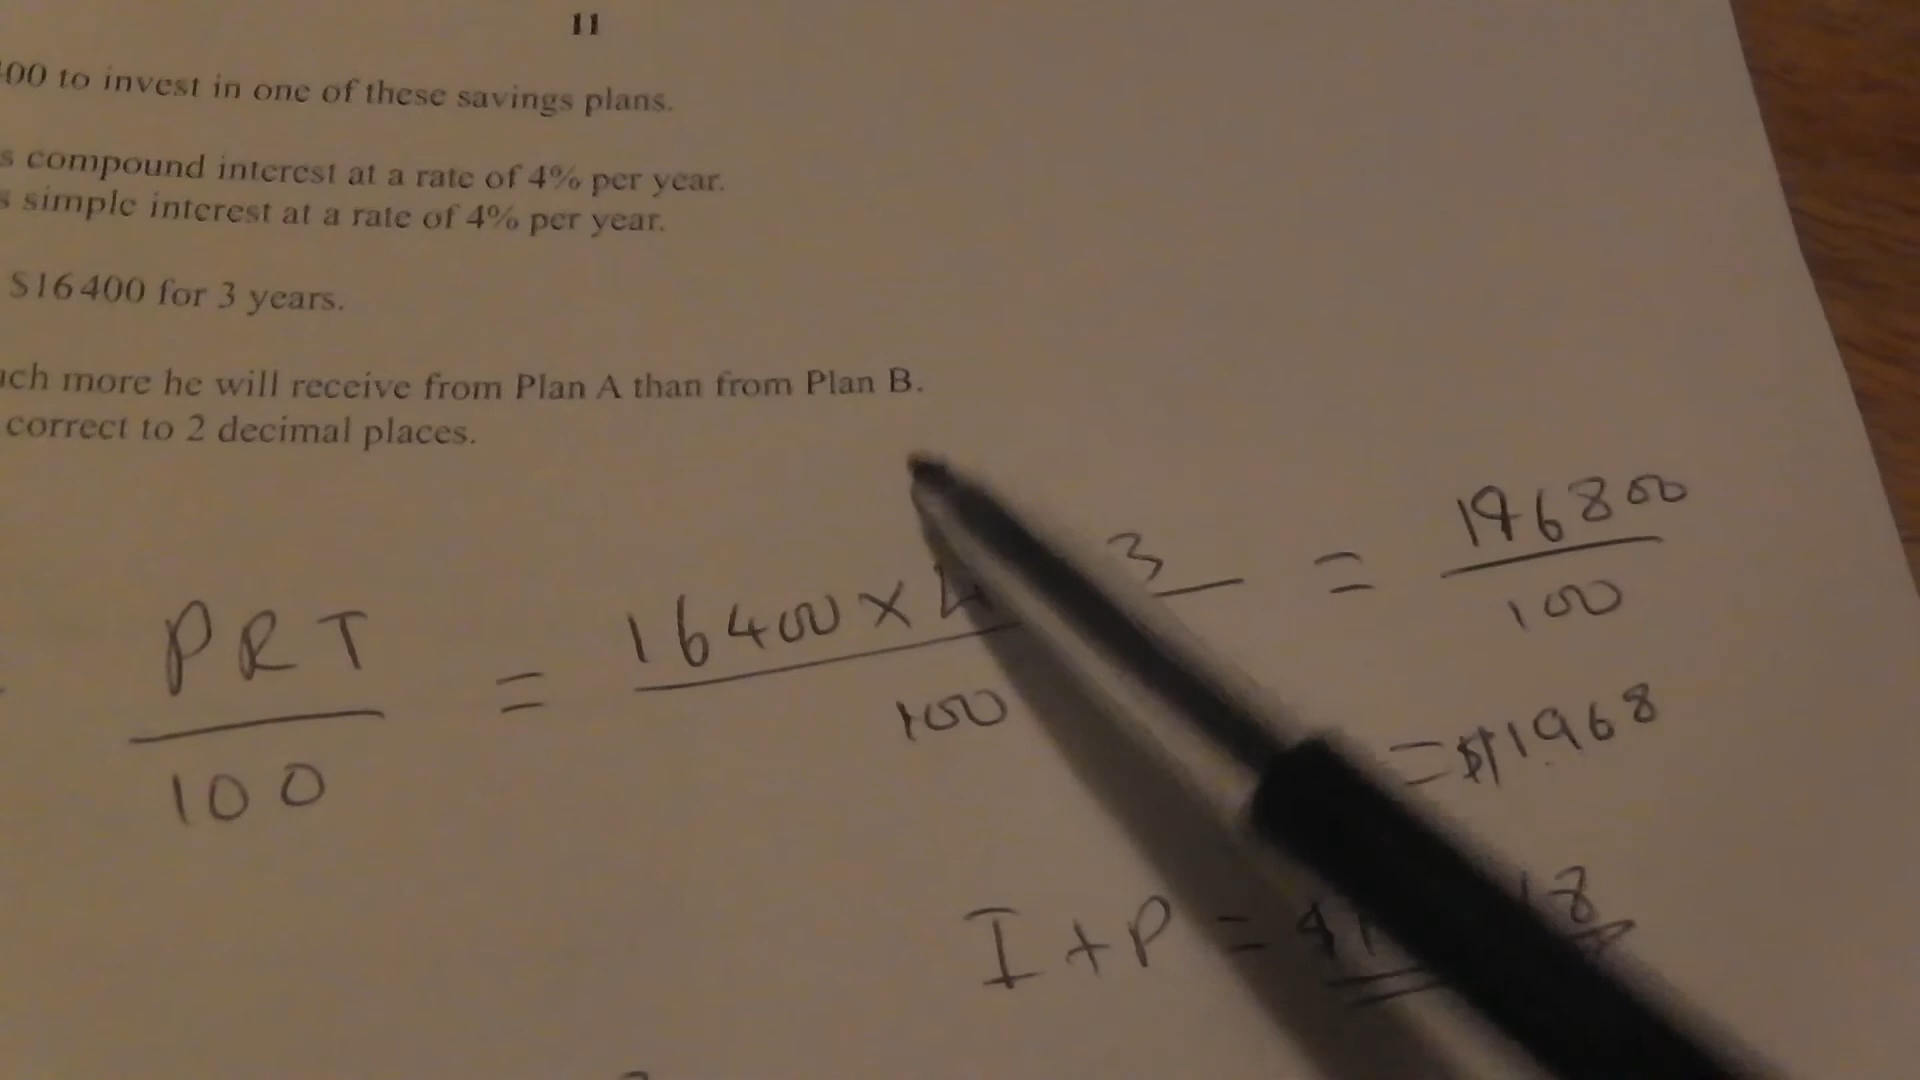 11
00 to invest in one of these savings plans.
s compound interest at a rate of 4% per year.
s simple interest at a rate of 4% per year.
$16400 for 3 years.
ch more he will receive from Plan A than from Plan B.
correct to 2 decimal places.
PRT / 100 = 16400 × 4 3 / 100 = 196800 / 100
= $1968
I + P =